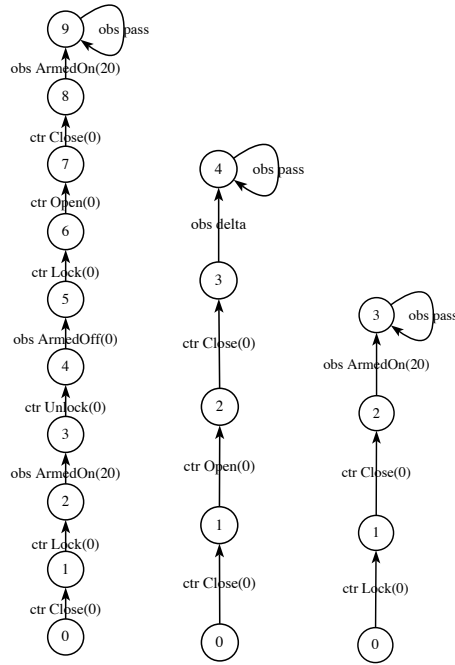 9
obs pass
obs ArmedOn(20)
8
ctr Close(0)
7
ctr Open(0)
6
ctr Lock(0)
5
obs ArmedOff(0)
4
ctr Unlock(0)
3
obs ArmedOn(20)
2
ctr Lock(0)
1
ctr Close(0)
0
4
obs pass
obs delta
3
ctr Close(0)
2
ctr Open(0)
1
ctr Close(0)
0
3
obs pass
obs ArmedOn(20)
2
ctr Close(0)
1
ctr Lock(0)
0